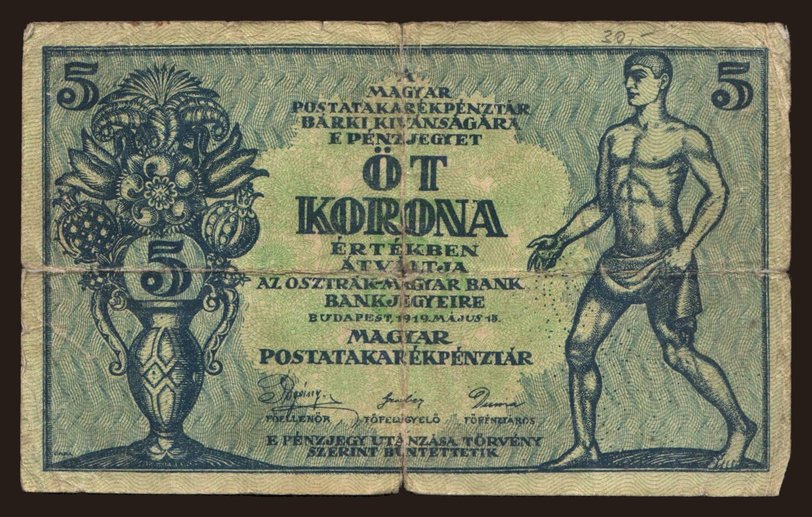 30,-
5
5
A
MAGYAR
POSTATAKARÉKPÉNZTÁR
BÁRKI KIVÁNSÁGÁRA
E PÉNZJEGYET
ÖT
KORONA
ÉRTÉKBEN
ÁTVÁLTJA
AZ OSZTRÁK-MAGYAR BANK
BANKJEGYEIRE
BUDAPEST, 1919. MÁJUS 15.
MAGYAR
POSTATAKARÉKPÉNZTÁR
5
FŐELLENŐR FŐFELÜGYELŐ FŐPÉNZTÁROS
E PÉNZJEGY UTÁNZÁSA TÖRVÉNY
SZERINT BÜNTETTETIK